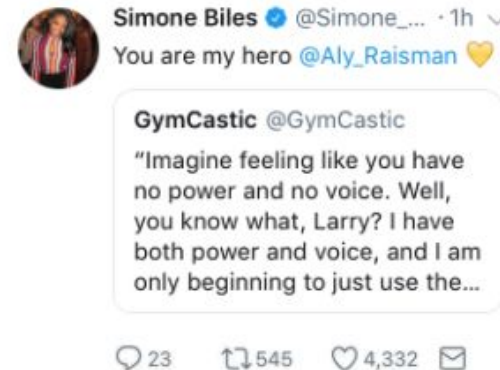 Simone Biles @Simone_... · 1h
You are my hero @Aly_Raisman 💛
GymCastic @GymCastic
“Imagine feeling like you have
no power and no voice. Well,
you know what, Larry? I have
both power and voice, and I am
only beginning to just use the...
23 545 4,332